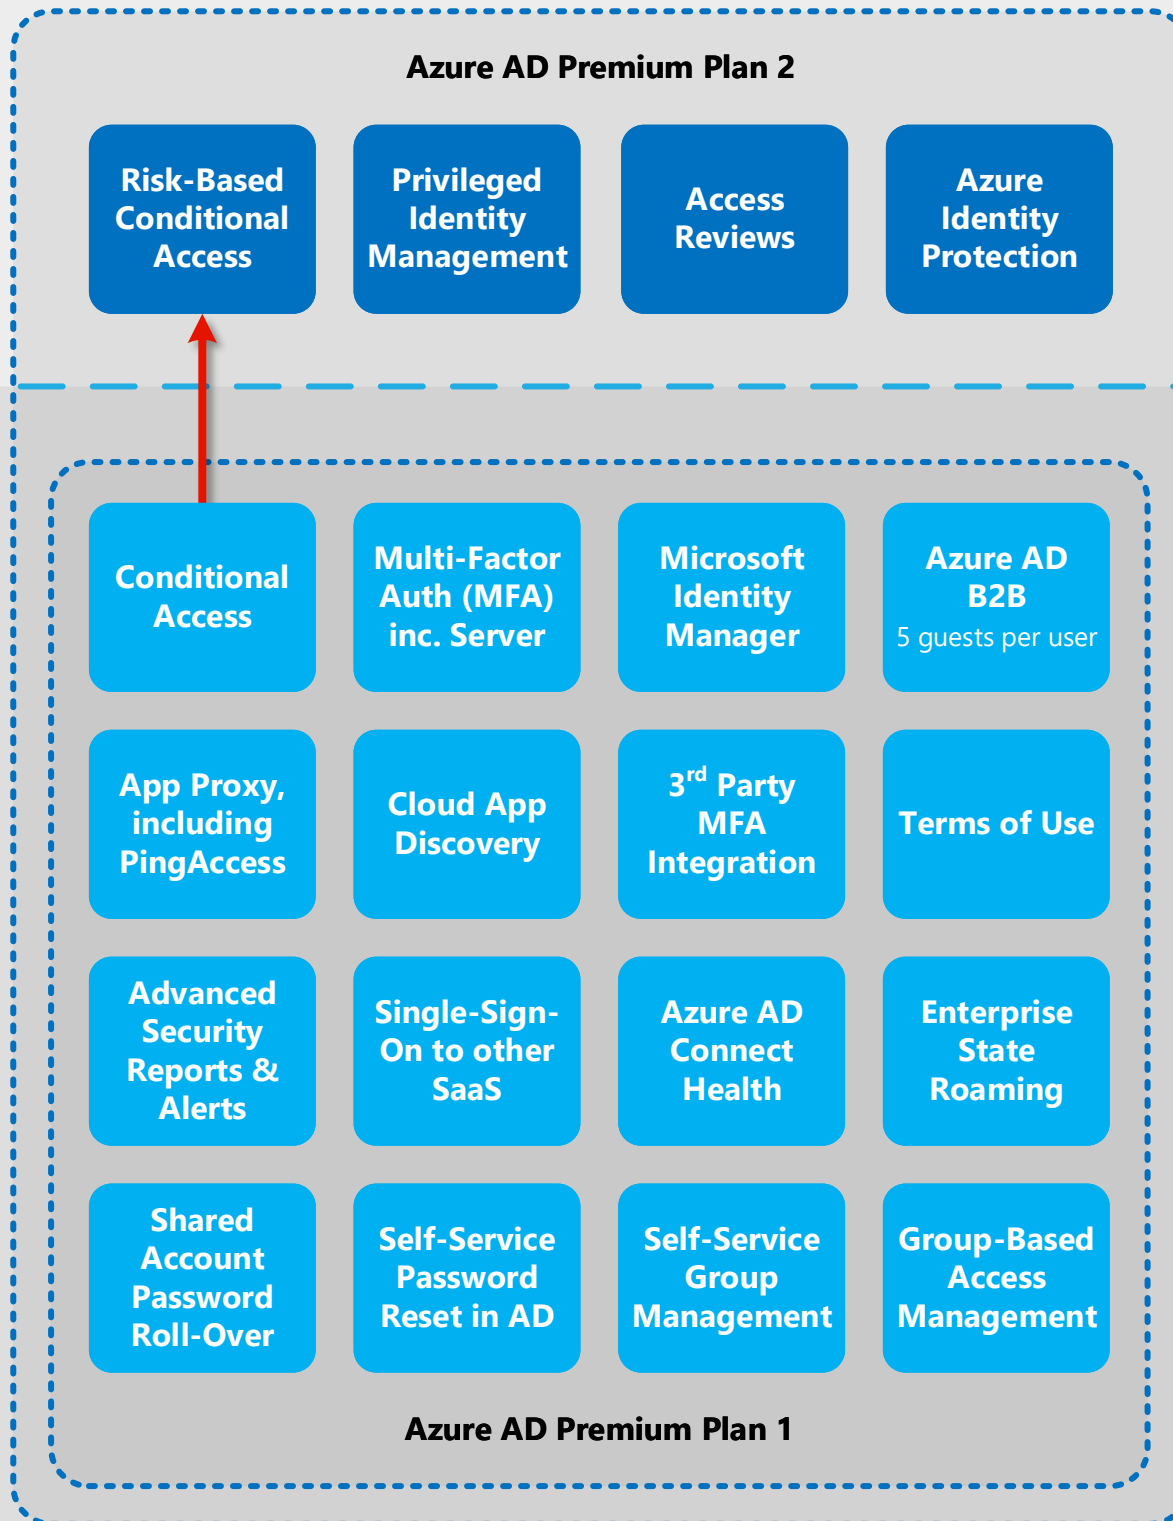 Azure AD Premium Plan 2
Risk-Based
Conditional
Access
Privileged
Identity
Management
Access
Reviews
Azure
Identity
Protection
Conditional
Access
Multi-Factor
Auth (MFA)
inc. Server
Microsoft
Identity
Manager
Azure AD
B2B
5 guests per user
App Proxy,
including
PingAccess
Cloud App
Discovery
3rd Party
MFA
Integration
Terms of Use
Advanced
Security
Reports &
Alerts
Single-Sign-
On to other
SaaS
Azure AD
Connect
Health
Enterprise
State
Roaming
Shared
Account
Password
Roll-Over
Self-Service
Password
Reset in AD
Self-Service
Group
Management
Group-Based
Access
Management
Azure AD Premium Plan 1